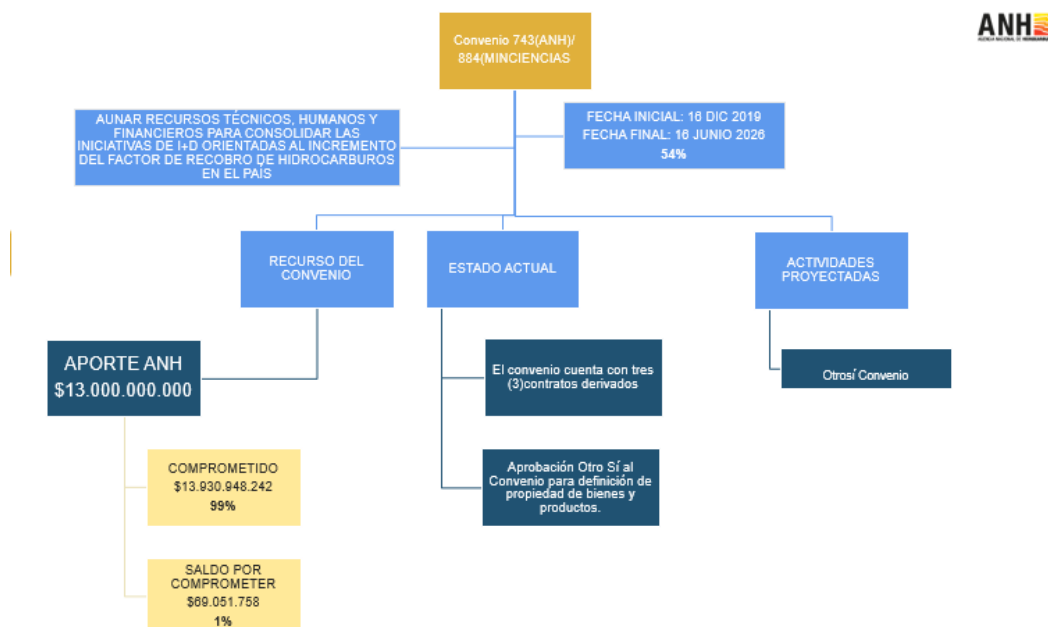 Convenio 743(ANH)/
884(MINCIENCIAS
ANH
AGENCIA NACIONAL DE HIDROCARBUROS
AUNAR RECURSOS TÉCNICOS, HUMANOS Y
FINANCIEROS PARA CONSOLIDAR LAS
INICIATIVAS DE I+D ORIENTADAS AL INCREMENTO
DEL FACTOR DE RECOBRO DE HIDROCARBUROS
EN EL PAÍS
FECHA INICIAL: 16 DIC 2019
FECHA FINAL: 16 JUNIO 2026
54%
RECURSO DEL
CONVENIO
ESTADO ACTUAL
ACTIVIDADES
PROYECTADAS
APORTE ANH
$13.000.000.000
El convenio cuenta con tres
(3)contratos derivados
Otrosí Convenio
COMPROMETIDO
$13.930.948.242
99%
Aprobación Otro Sí al
Convenio para definición de
propiedad de bienes y
productos.
SALDO POR
COMPROMETER
$69.051.758
1%